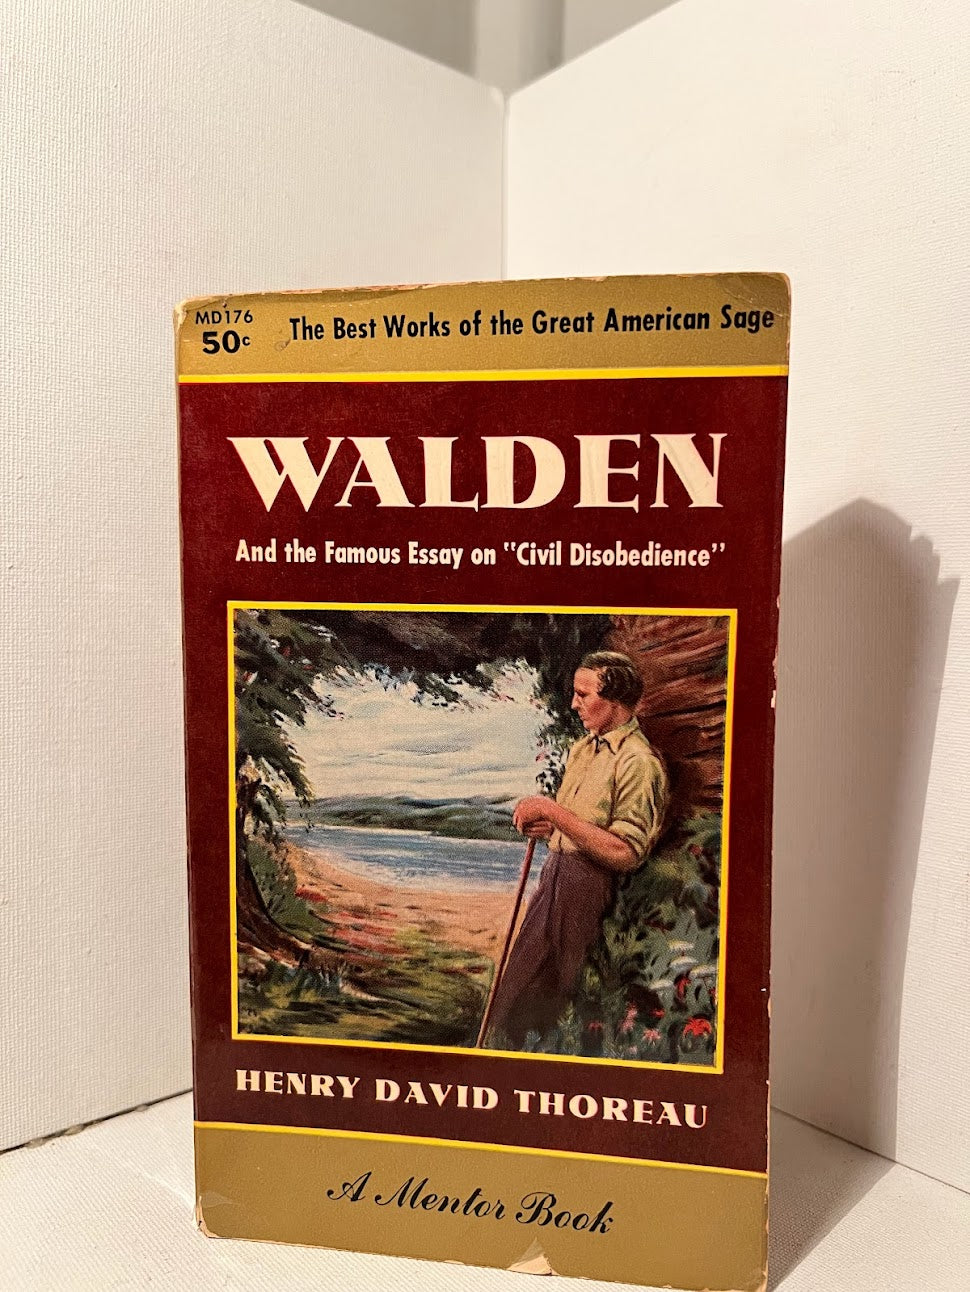 MD176
50c
The Best Works of the Great American Sage
WALDEN
And the Famous Essay on "Civil Disobedience"
HENRY DAVID THOREAU
A Mentor Book